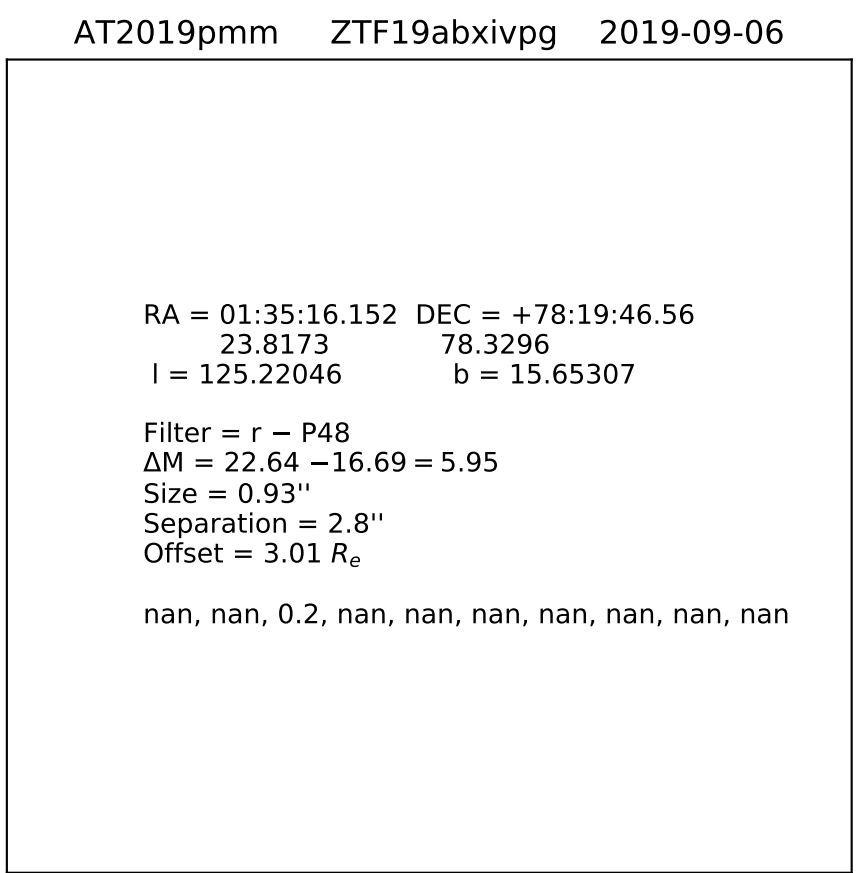 AT2019pmm ZTF19abxivpg 2019-09-06
RA = 01:35:16.152 DEC = +78:19:46.56
23.8173 78.3296
l = 125.22046 b = 15.65307
Filter = r − P48
ΔM = 22.64 −16.69 = 5.95
Size = 0.93''
Separation = 2.8''
Offset = 3.01 Re
nan, nan, 0.2, nan, nan, nan, nan, nan, nan, nan